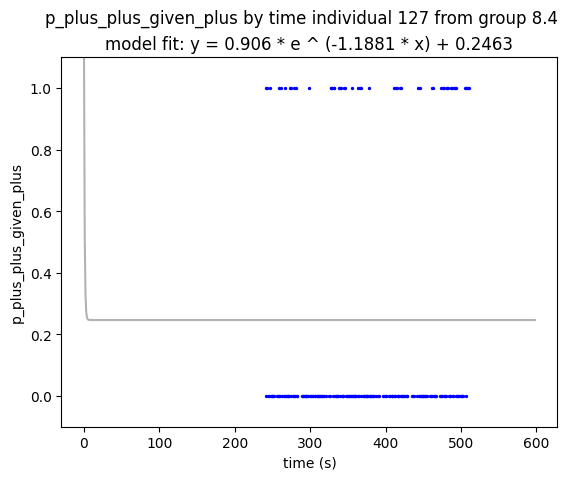 p_plus_plus_given_plus by time individual 127 from group 8.4
model fit: y = 0.906 * e ^ (-1.1881 * x) + 0.2463
1.0
0.8
0.6
0.4
0.2
0.0
p_plus_plus_given_plus
0 100 200 300 400 500 600
time (s)